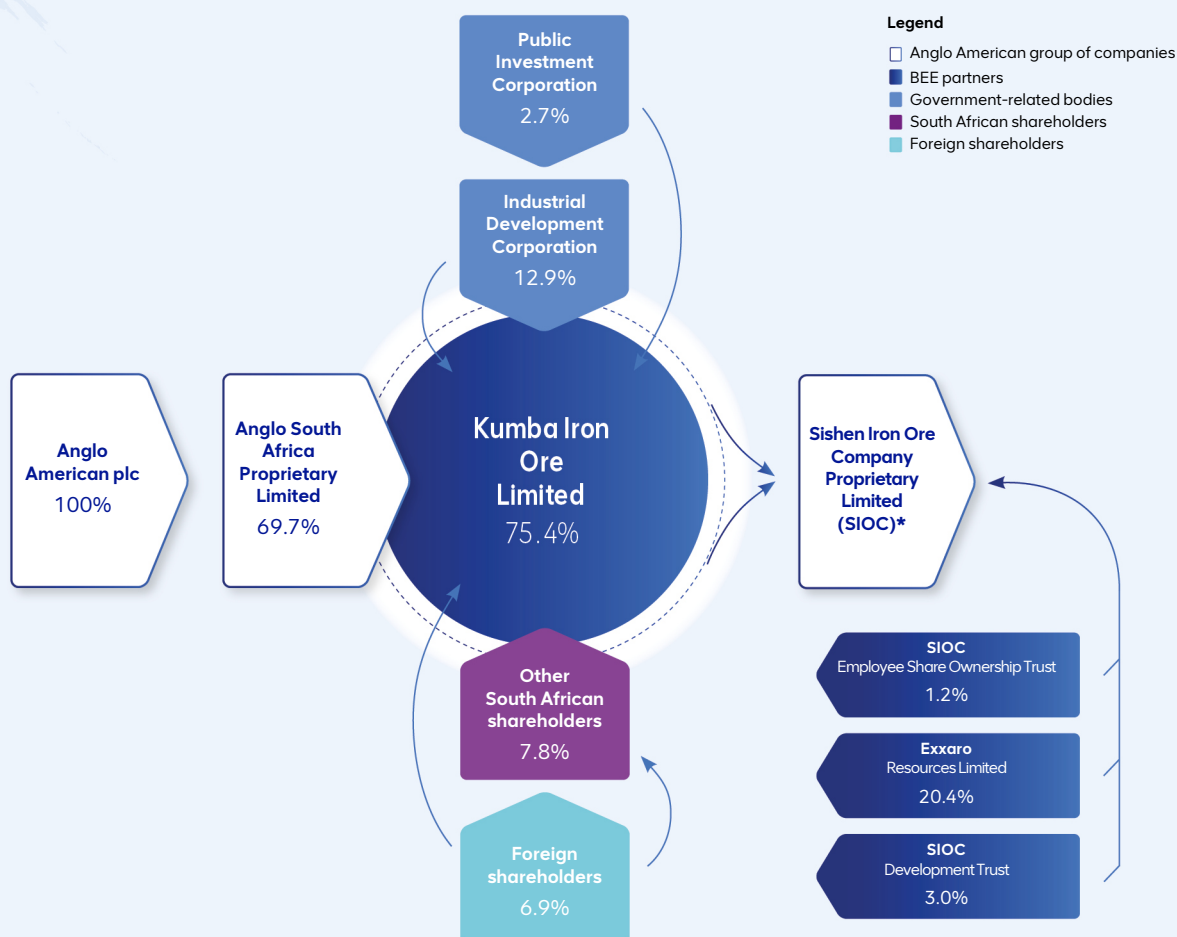 Legend
Anglo American group of companies
BEE partners
Government-related bodies
South African shareholders
Foreign shareholders
Public
Investment
Corporation
2.7%
Industrial
Development
Corporation
12.9%
Anglo
American plc
100%
Anglo South
Africa
Proprietary
Limited
69.7%
Kumba Iron
Ore
Limited
75.4%
Sishen Iron Ore
Company
Proprietary
Limited
(SIOC)*
Other
South African
shareholders
7.8%
Foreign
shareholders
6.9%
SIOC
Employee Share Ownership Trust
1.2%
Exxaro
Resources Limited
20.4%
SIOC
Development Trust
3.0%